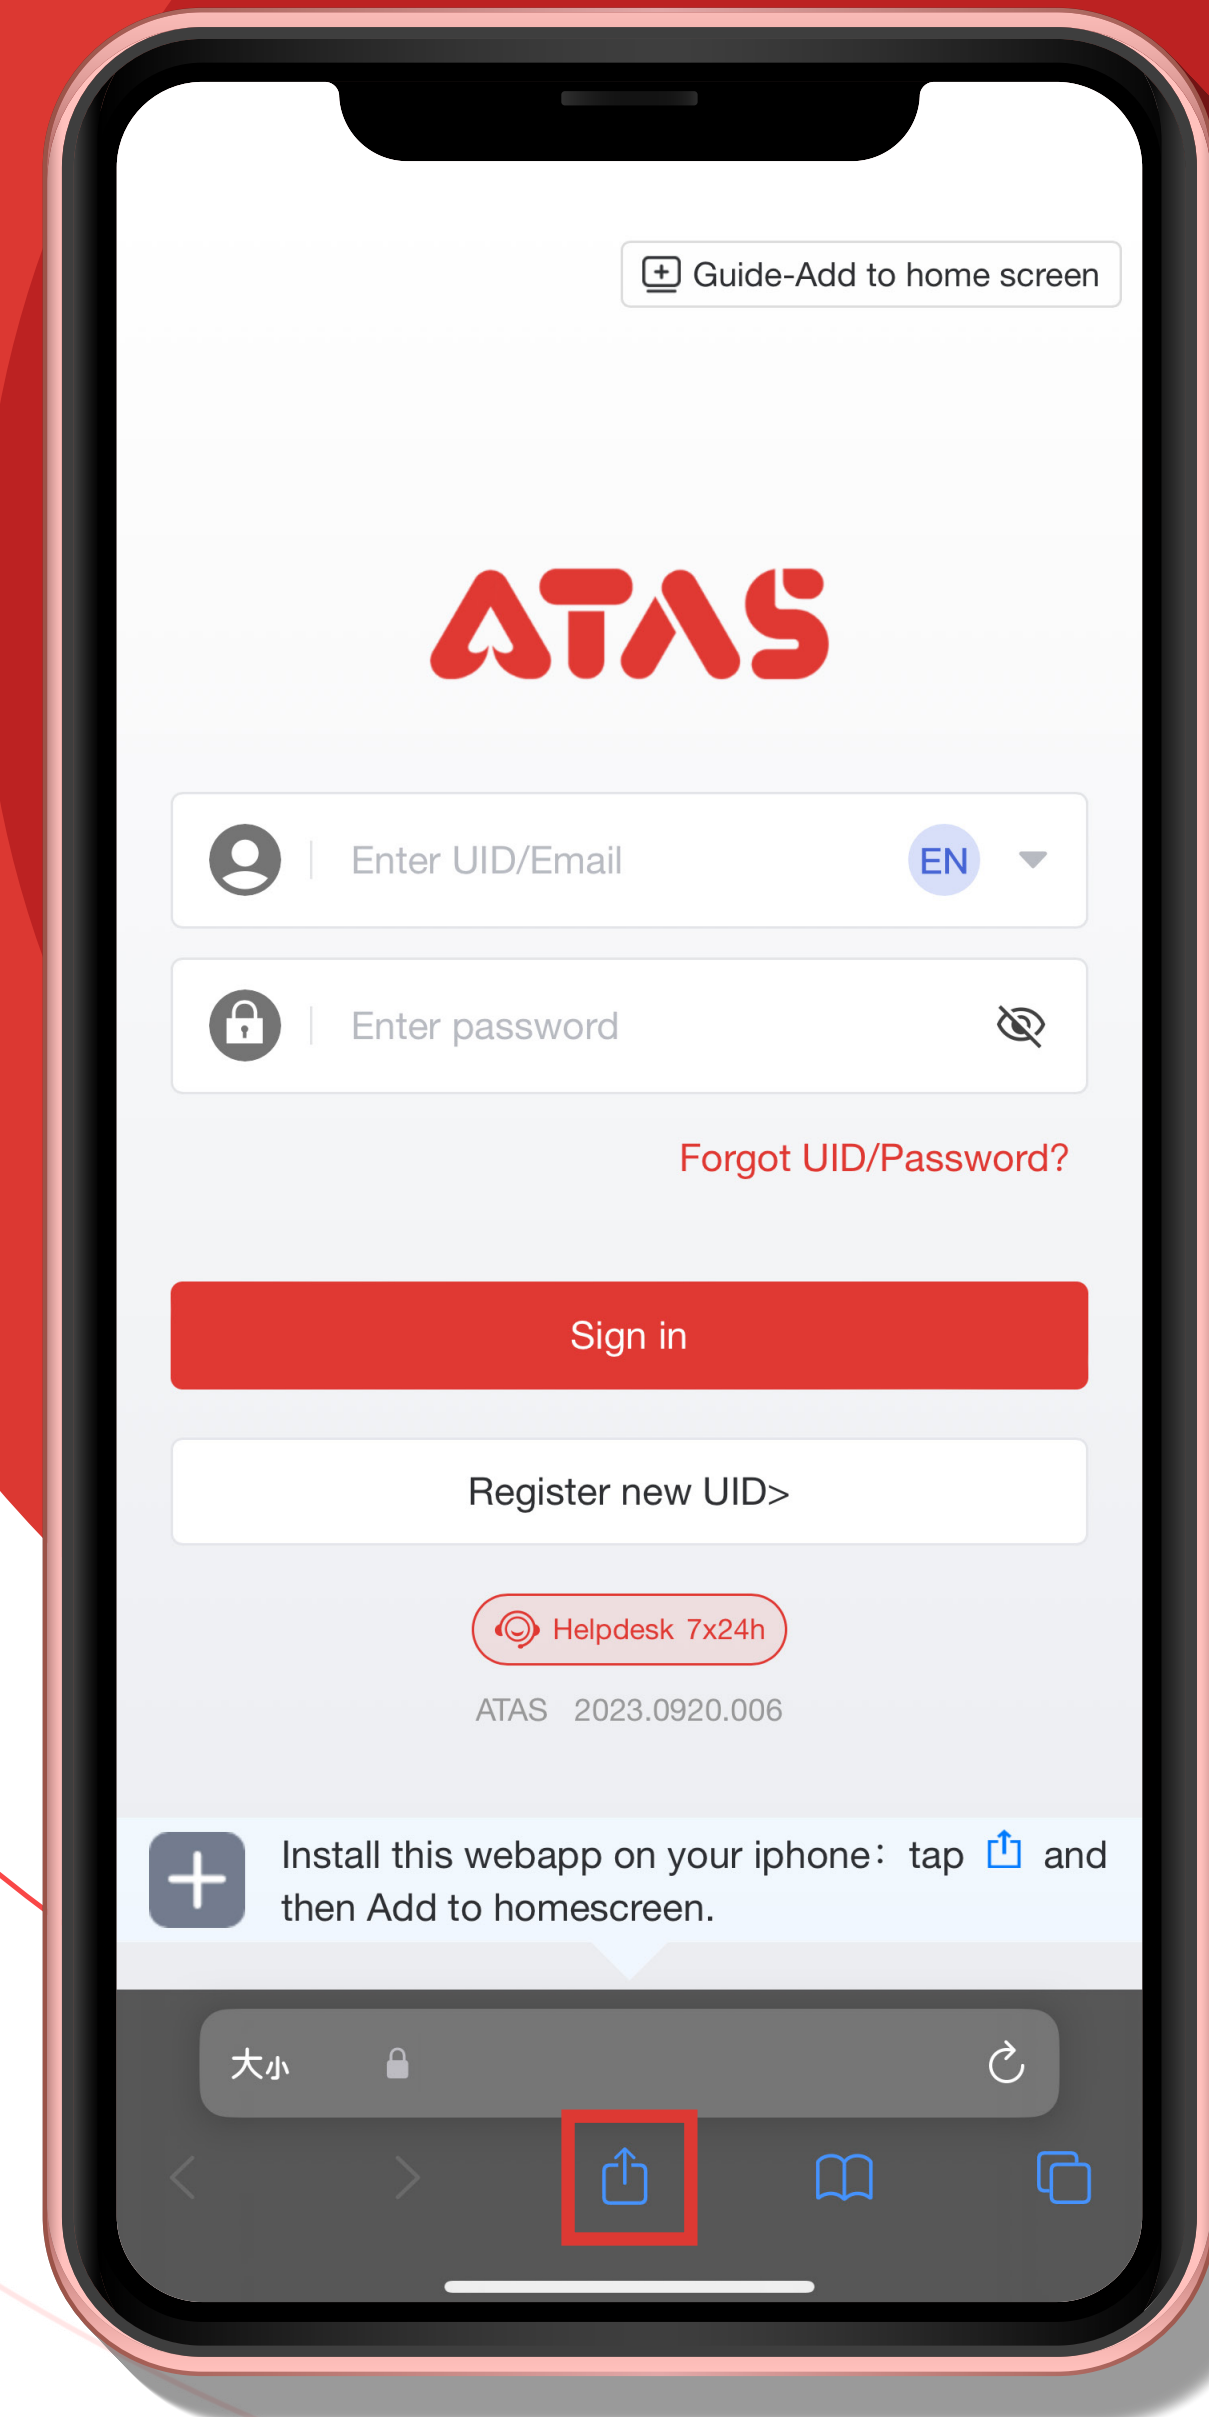 Guide-Add to home screen
ATAS
Enter UID/Email
EN
Enter password
Forgot UID/Password?
Sign in
Register new UID>
Helpdesk 7x24h
ATAS 2023.0920.006
Install this webapp on your iphone：tap and
then Add to homescreen.
大小